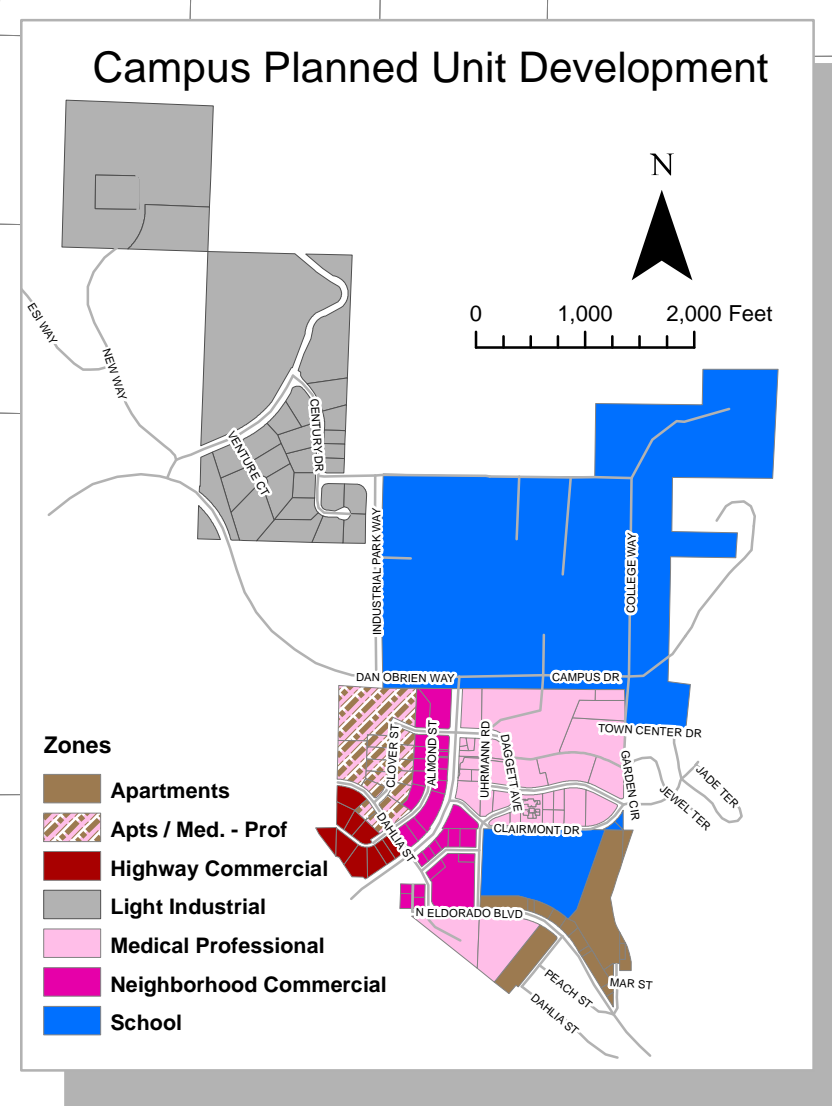 Campus Planned Unit Development
N
0 1,000 2,000 Feet
ESI WAY
NEW WAY
VENTURE CT
CENTURY DR
INDUSTRIAL PARK WAY
COLLEGE WAY
DAN OBRIEN WAY
CAMPUS DR
TOWN CENTER DR
CLOVER ST
ALMOND ST
UHRMANN RD
DAGGETT AVE
GARDEN CIR
JADE TER
JEWEL TER
DAHLIA ST
CLAIRMONT DR
N ELDORADO BLVD
PEACH ST
MAR ST
DAHLIA ST
Zones
Apartments
Apts / Med. - Prof
Highway Commercial
Light Industrial
Medical Professional
Neighborhood Commercial
School